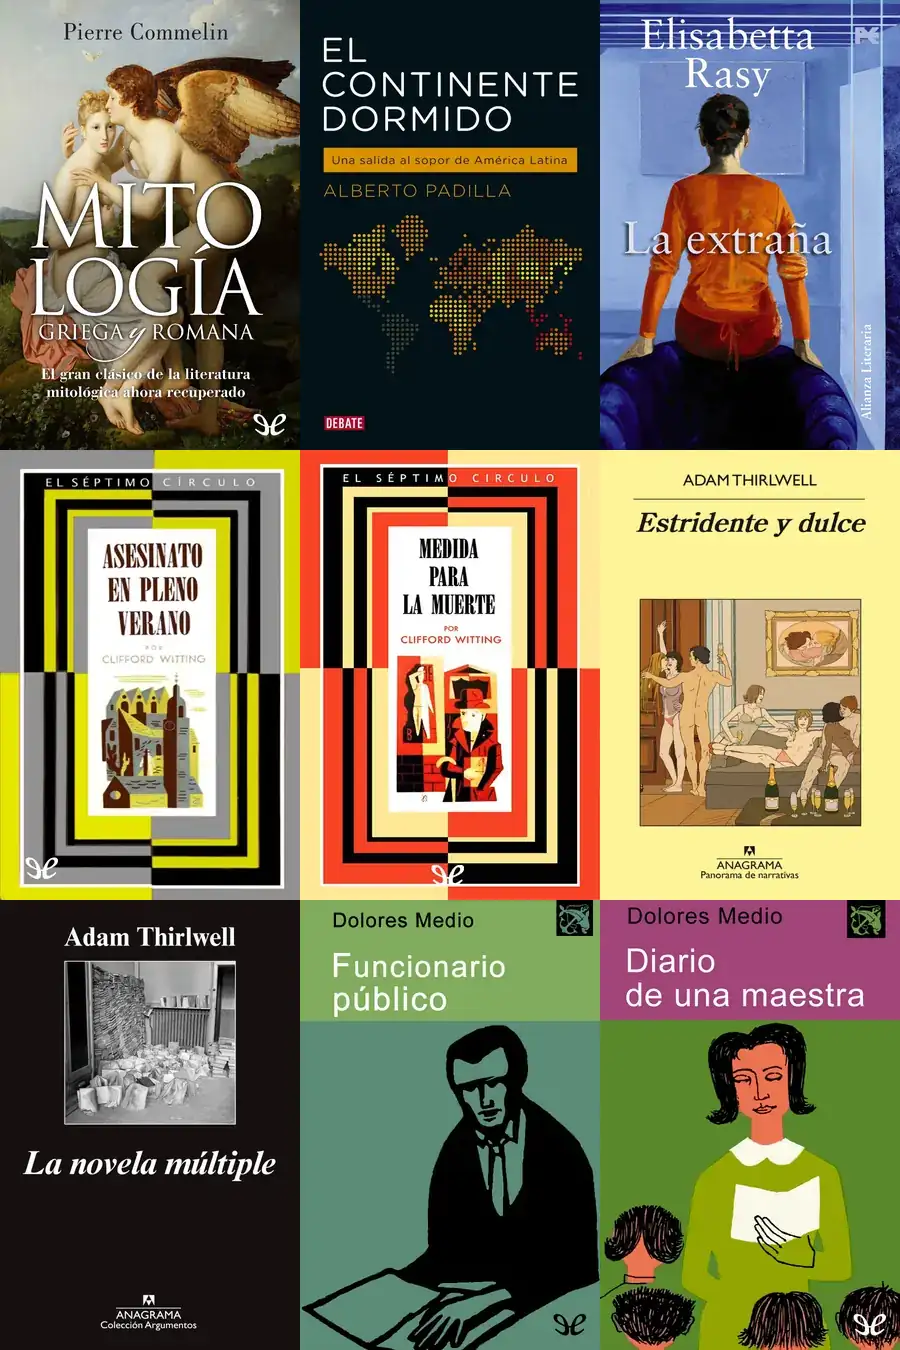 Pierre Commelin
MITO
LOGÍA
GRIEGA y ROMANA
El gran clásico de la literatura
mitológica ahora recuperado
EL
CONTINENTE
DORMIDO
Una salida al sopor de América Latina
ALBERTO PADILLA
DEBATE
Elisabetta
Rasy
La extraña
Alianza Literaria
EL SÉPTIMO CÍRCULO
ASESINATO
EN PLENO
VERANO
POR
CLIFFORD WITTING
EL SÉPTIMO CIRCULO
MEDIDA
PARA
LA MUERTE
POR
CLIFFORD WITTING
ADAM THIRLWELL
Estridente y dulce
ANAGRAMA
Panorama de narrativas
Adam Thirlwell
La novela múltiple
ANAGRAMA
Colección Argumentos
Dolores Medio
Funcionario
público
Dolores Medio
Diario
de una maestra